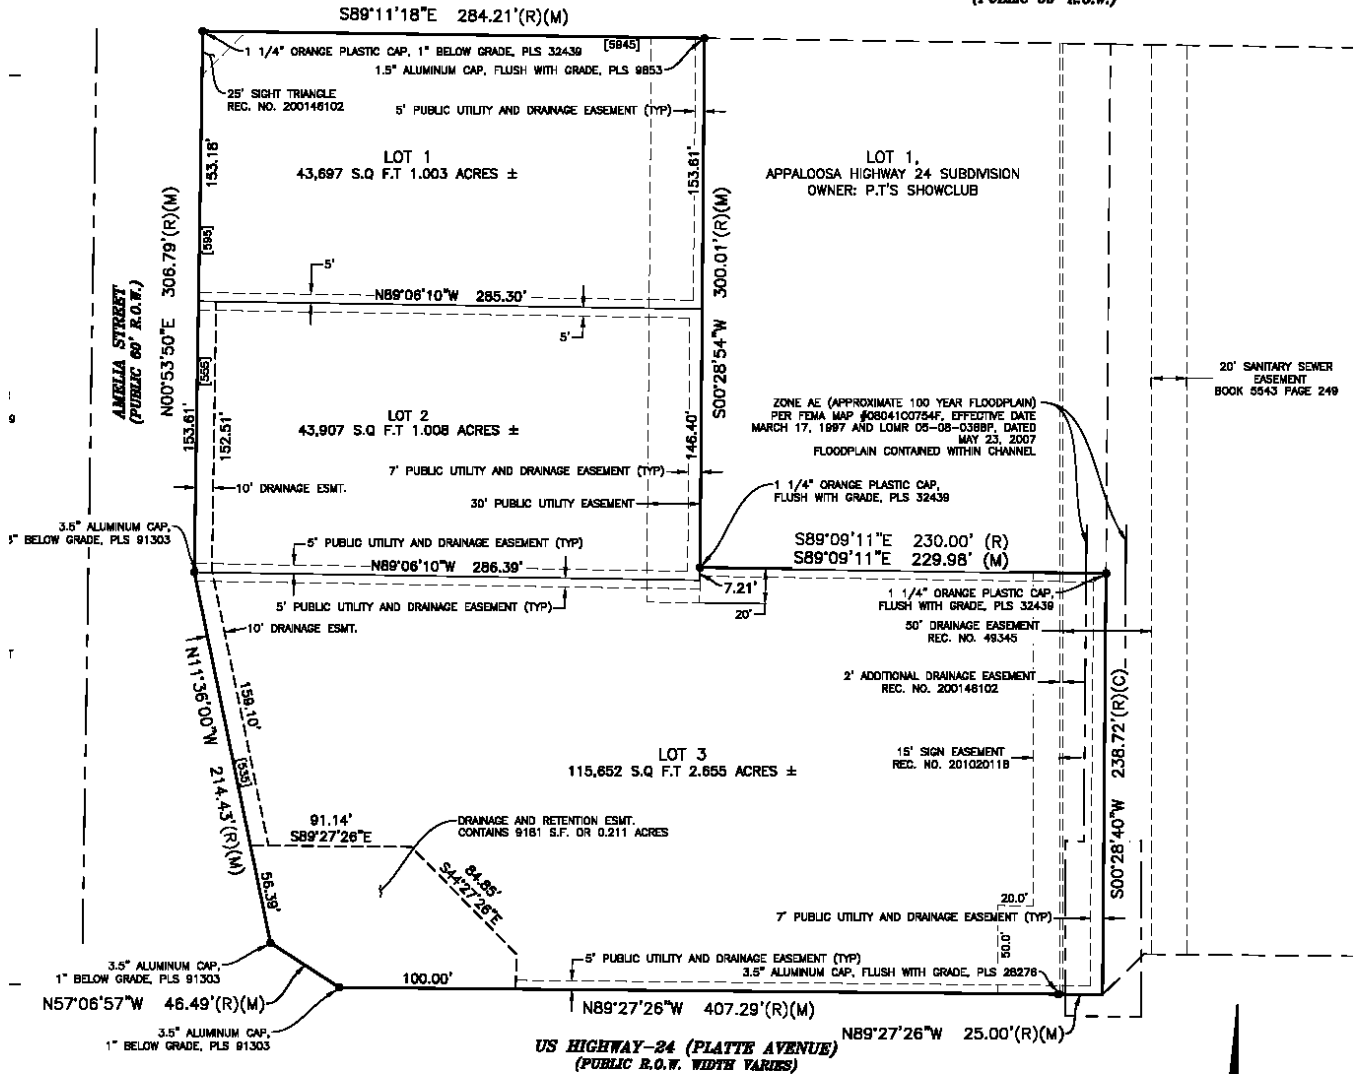 S89°11'18"E 284.21'(R)(M)
1 1/4" ORANGE PLASTIC CAP, 1" BELOW GRADE, PLS 32439
[5945]
1.5" ALUMINUM CAP, FLUSH WITH GRADE, PLS 9853
25' SIGHT TRIANGLE
REC. NO. 200146102
5' PUBLIC UTILITY AND DRAINAGE EASEMENT (TYP)
LOT 1
43,697 S.Q F.T 1.003 ACRES ±
153.18'
[595]
153.61'
LOT 1,
APPALOOSA HIGHWAY 24 SUBDIVISION
OWNER: P.T'S SHOWCLUB
N00°53'50"E 306.79'(R)(M)
S00°28'54"W 300.01'(R)(M)
AMELIA STREET
(PUBLIC 60' R.O.W.)
5'
N89°06'10"W 285.30'
5'
[555]
153.61'
152.51'
LOT 2
43,907 S.Q F.T 1.008 ACRES ±
146.40'
7' PUBLIC UTILITY AND DRAINAGE EASEMENT (TYP)
10' DRAINAGE ESMT.
30' PUBLIC UTILITY EASEMENT
20' SANITARY SEWER
EASEMENT
BOOK 5543 PAGE 249
ZONE AE (APPROXIMATE 100 YEAR FLOODPLAIN)
PER FEMA MAP #08041C0754F, EFFECTIVE DATE
MARCH 17, 1997 AND LOMR 05-08-0368P, DATED
MAY 23, 2007
FLOODPLAIN CONTAINED WITHIN CHANNEL
1 1/4" ORANGE PLASTIC CAP,
FLUSH WITH GRADE, PLS 32439
3.5" ALUMINUM CAP,
BELOW GRADE, PLS 91303
5' PUBLIC UTILITY AND DRAINAGE EASEMENT (TYP)
N89°06'10"W 286.39'
S89°09'11"E 230.00' (R)
S89°09'11"E 229.98' (M)
7.21'
20'
1 1/4" ORANGE PLASTIC CAP,
FLUSH WITH GRADE, PLS 32439
5' PUBLIC UTILITY AND DRAINAGE EASEMENT (TYP)
10' DRAINAGE ESMT.
50' DRAINAGE EASEMENT
REC. NO. 49345
2' ADDITIONAL DRAINAGE EASEMENT
REC. NO. 200146102
N11°36'00"W 214.43'(R)(M)
159.10'
[535]
LOT 3
115,652 S.Q F.T 2.655 ACRES ±
15' SIGN EASEMENT
REC. NO. 201020118
S00°28'40"W 238.72'(R)(C)
91.14'
S89°27'26"E
DRAINAGE AND RETENTION ESMT.
CONTAINS 9181 S.F. OR 0.211 ACRES
84.85'
S44°27'26"E
56.39'
20.0'
50.0'
7' PUBLIC UTILITY AND DRAINAGE EASEMENT (TYP)
3.5" ALUMINUM CAP,
1" BELOW GRADE, PLS 91303
5' PUBLIC UTILITY AND DRAINAGE EASEMENT (TYP)
3.5" ALUMINUM CAP, FLUSH WITH GRADE, PLS 28276
N57°06'57"W 46.49'(R)(M)
100.00'
N89°27'26"W 407.29'(R)(M)
3.5" ALUMINUM CAP,
1" BELOW GRADE, PLS 91303
N89°27'26"W 25.00'(R)(M)
US HIGHWAY-24 (PLATTE AVENUE)
(PUBLIC R.O.W. WIDTH VARIES)